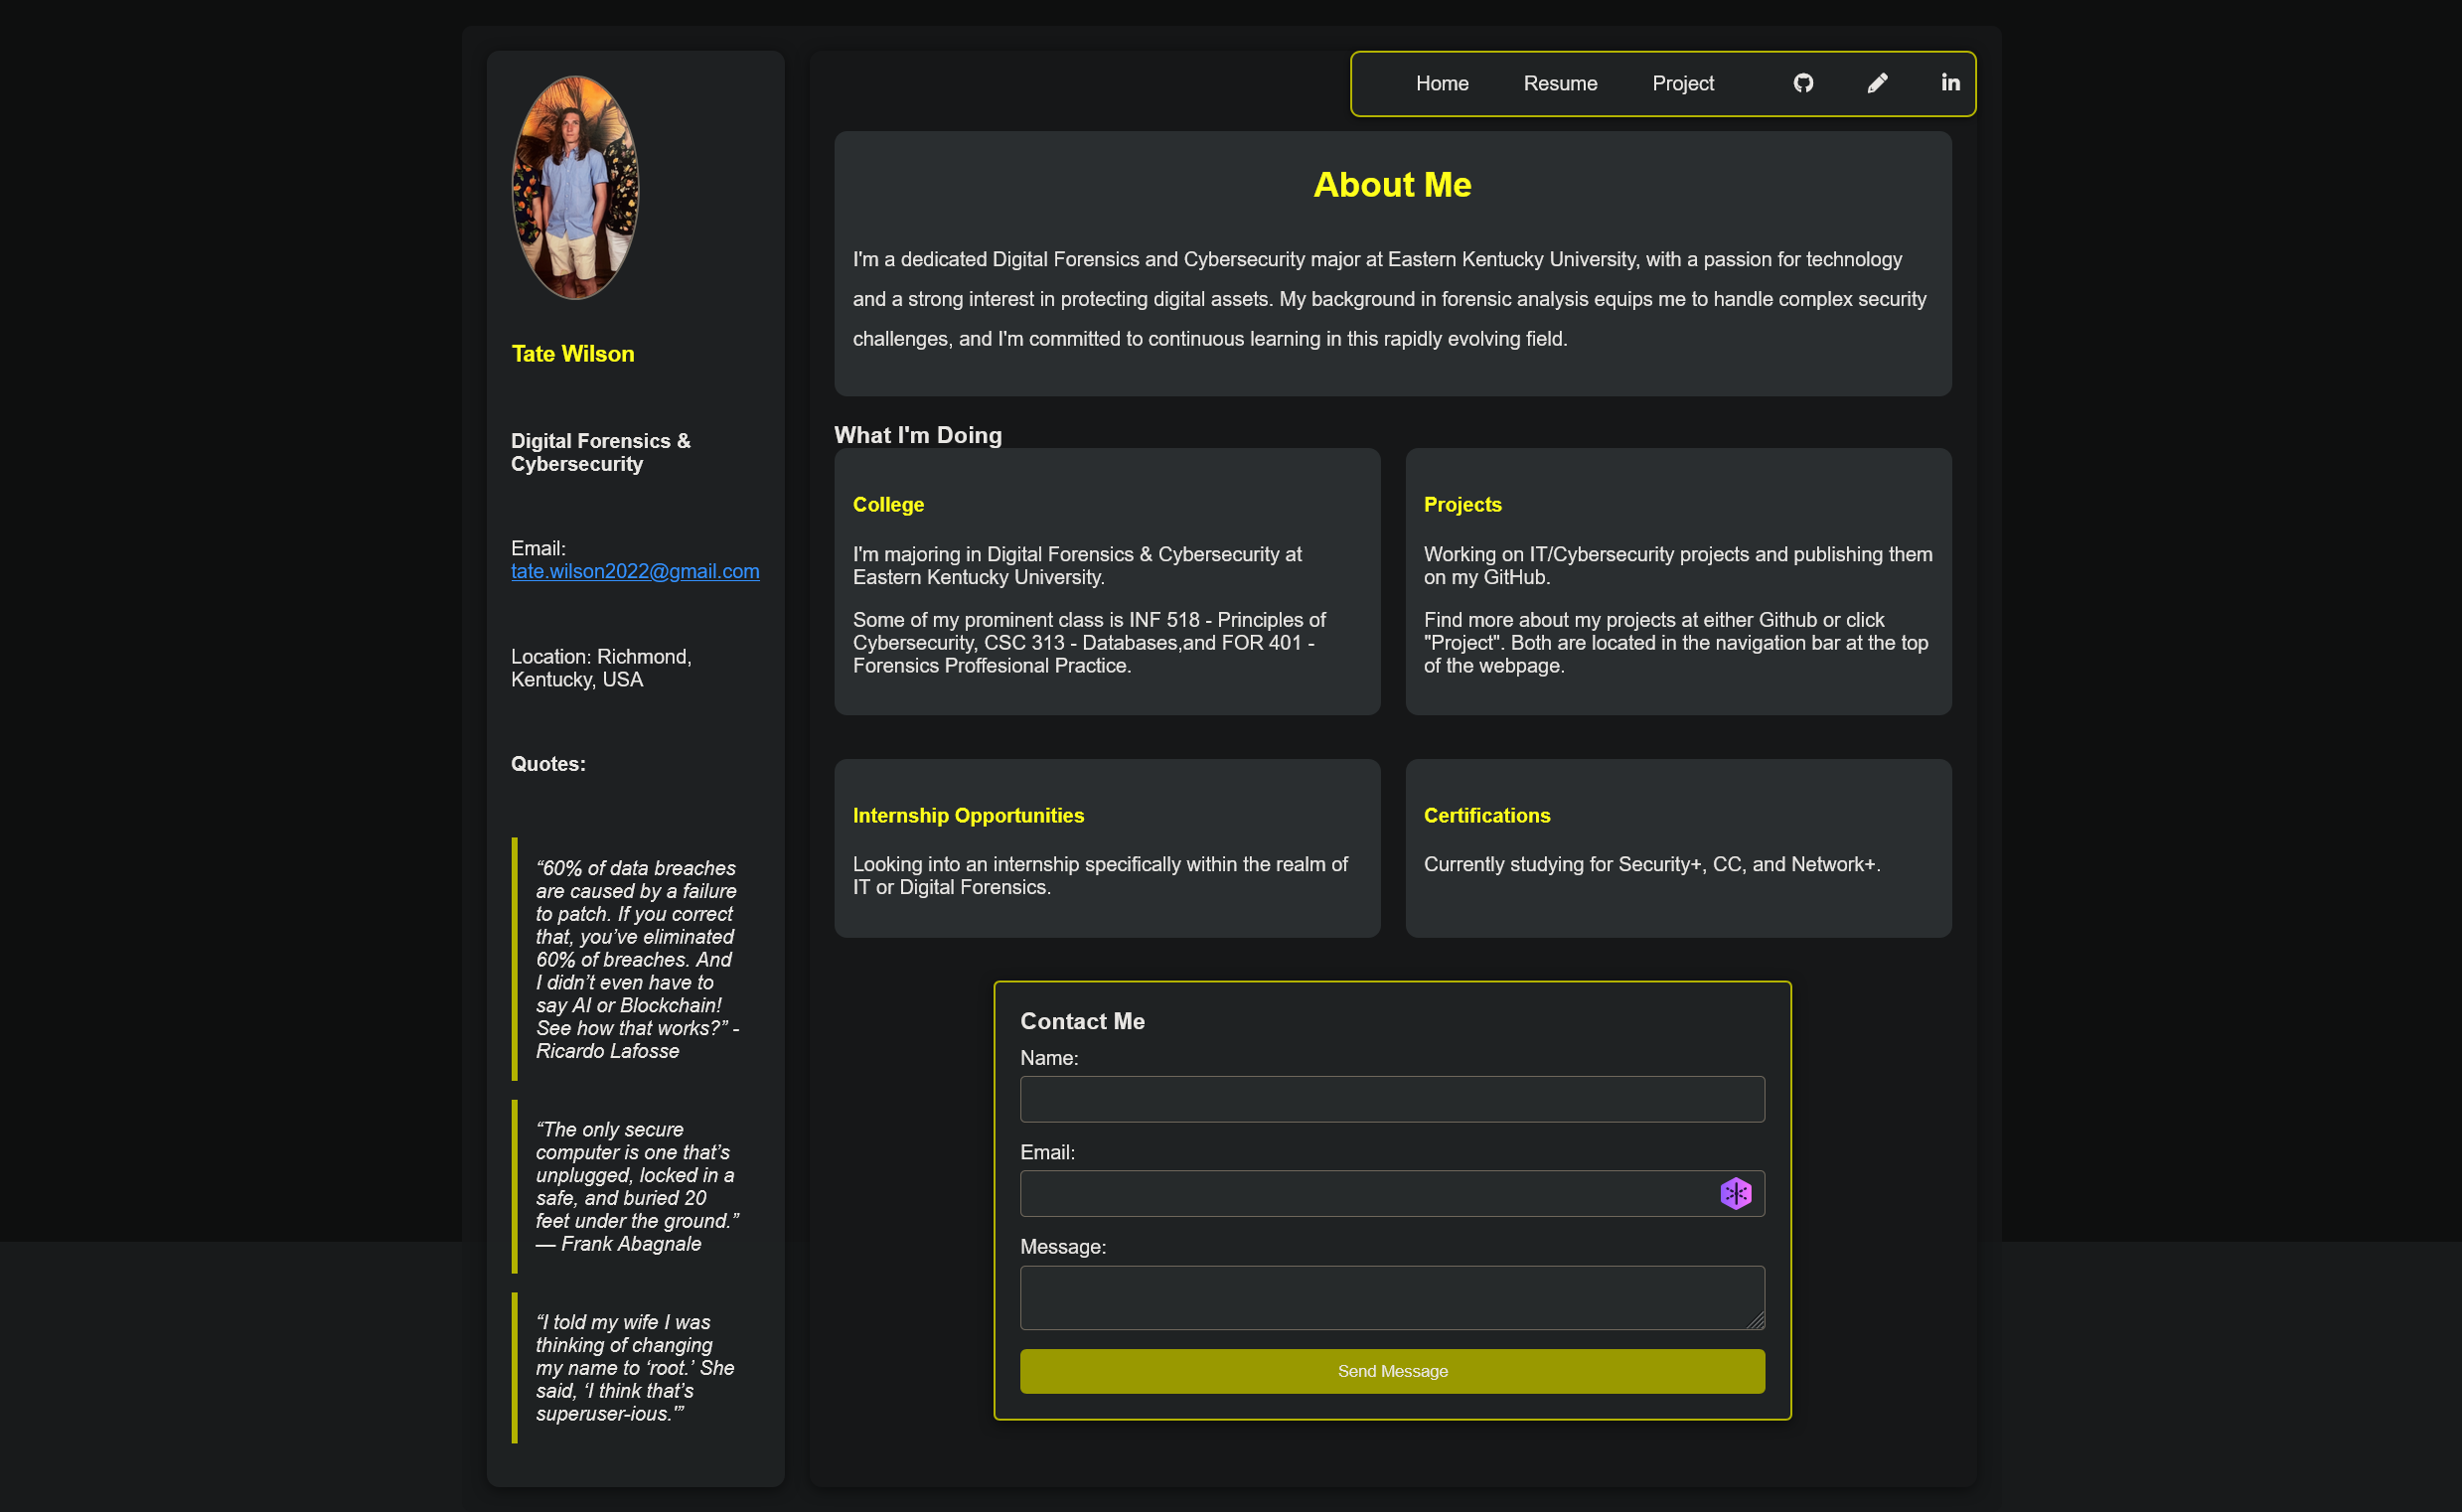 Home Resume Project
Tate Wilson
Digital Forensics &
Cybersecurity
Email:
tate.wilson2022@gmail.com
Location: Richmond,
Kentucky, USA
Quotes:
“60% of data breaches
are caused by a failure
to patch. If you correct
that, you’ve eliminated
60% of breaches. And
I didn’t even have to
say AI or Blockchain!
See how that works?” -
Ricardo Lafosse
“The only secure
computer is one that’s
unplugged, locked in a
safe, and buried 20
feet under the ground.”
— Frank Abagnale
“I told my wife I was
thinking of changing
my name to ‘root.’ She
said, ‘I think that’s
superuser-ious.'”
About Me
I'm a dedicated Digital Forensics and Cybersecurity major at Eastern Kentucky University, with a passion for technology
and a strong interest in protecting digital assets. My background in forensic analysis equips me to handle complex security
challenges, and I'm committed to continuous learning in this rapidly evolving field.
What I'm Doing
College
I'm majoring in Digital Forensics & Cybersecurity at
Eastern Kentucky University.
Some of my prominent class is INF 518 - Principles of
Cybersecurity, CSC 313 - Databases,and FOR 401 -
Forensics Proffesional Practice.
Projects
Working on IT/Cybersecurity projects and publishing them
on my GitHub.
Find more about my projects at either Github or click
"Project". Both are located in the navigation bar at the top
of the webpage.
Internship Opportunities
Looking into an internship specifically within the realm of
IT or Digital Forensics.
Certifications
Currently studying for Security+, CC, and Network+.
Contact Me
Name:
Email:
Message:
Send Message